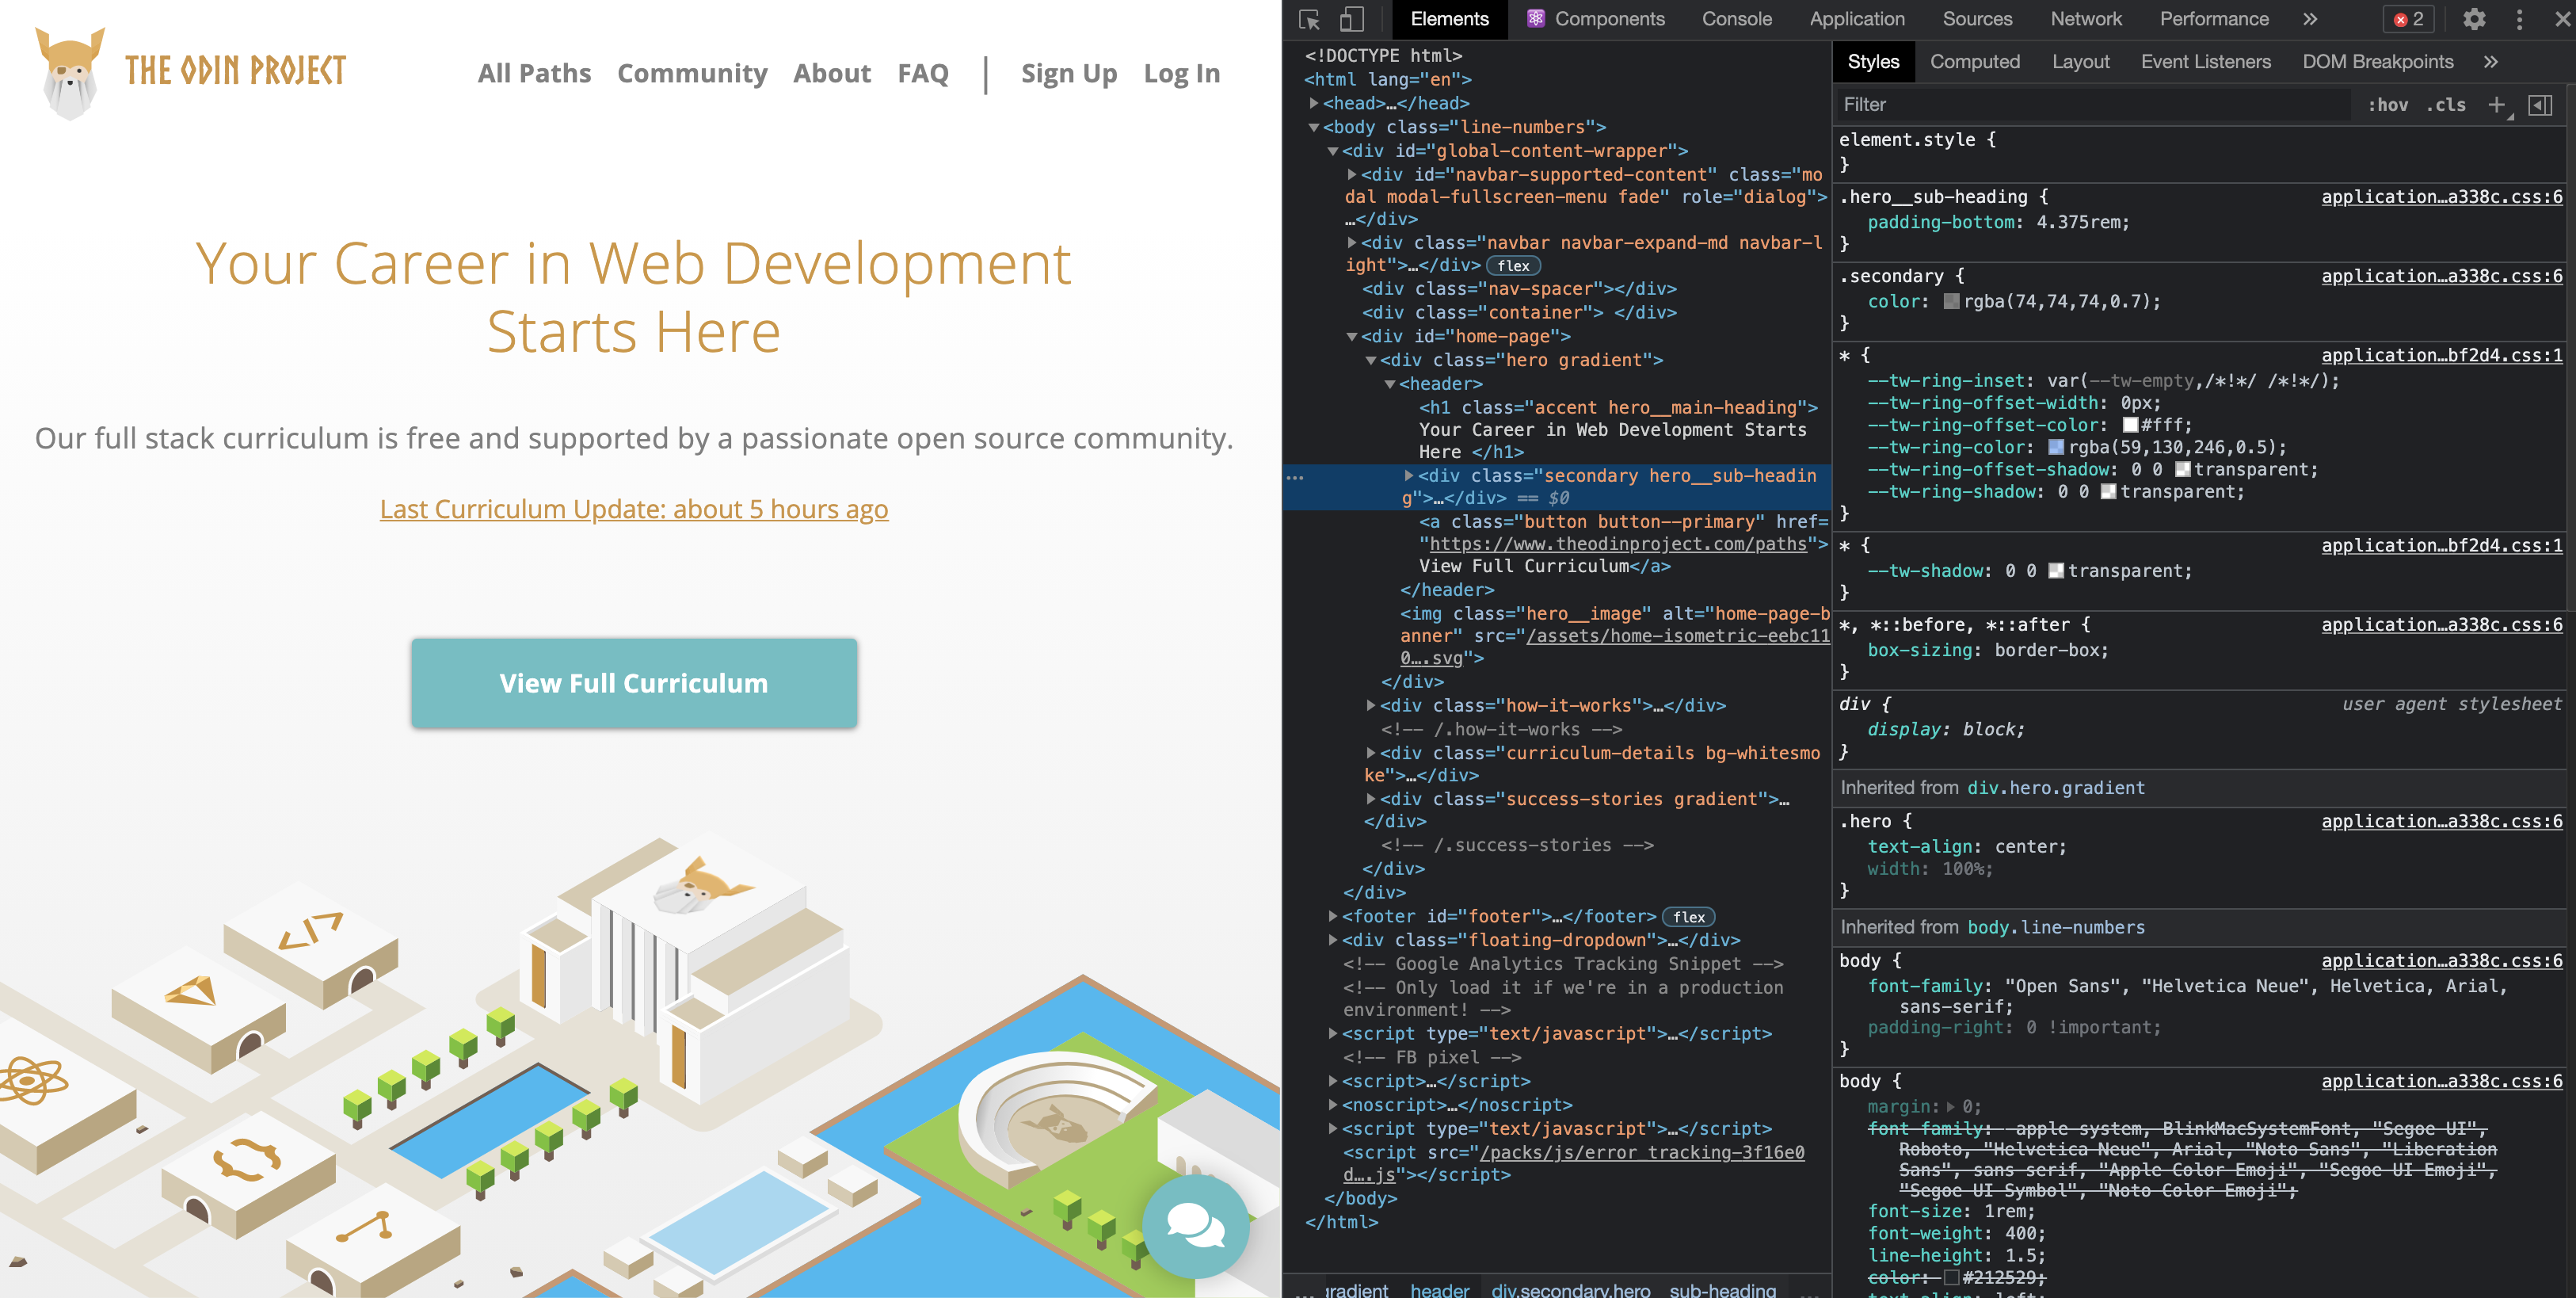 THE ODIN PROJECT
All Paths Community About FAQ | Sign Up Log In
Your Career in Web Development
Starts Here
Our full stack curriculum is free and supported by a passionate open source community.
Last Curriculum Update: about 5 hours ago
View Full Curriculum
</>
Elements Components Console Application Sources Network Performance » 2
<!DOCTYPE html>
<html lang="en">
<head>…</head>
<body class="line-numbers">
<div id="global-content-wrapper">
<div id="navbar-supported-content" class="mo
dal modal-fullscreen-menu fade" role="dialog">
…</div>
<div class="navbar navbar-expand-md navbar-l
ight">…</div> flex
<div class="nav-spacer"></div>
<div class="container"> </div>
<div id="home-page">
<div class="hero gradient">
<header>
<h1 class="accent hero__main-heading">
Your Career in Web Development Starts
Here </h1>
… <div class="secondary hero__sub-headin
g">…</div> == $0
<a class="button button--primary" href=
"https://www.theodinproject.com/paths">
View Full Curriculum</a>
</header>
<img class="hero__image" alt="home-page-b
anner" src="/assets/home-isometric-eebc11
0….svg">
</div>
<div class="how-it-works">…</div>
<!-- /.how-it-works -->
<div class="curriculum-details bg-whitesmo
ke">…</div>
<div class="success-stories gradient">…
</div>
<!-- /.success-stories -->
</div>
</div>
<footer id="footer">…</footer> flex
<div class="floating-dropdown">…</div>
<!-- Google Analytics Tracking Snippet -->
<!-- Only load it if we're in a production
environment! -->
<script type="text/javascript">…</script>
<!-- FB pixel -->
<script>…</script>
<noscript>…</noscript>
<script type="text/javascript">…</script>
<script src="/packs/js/error_tracking-3f16e0
d….js"></script>
</body>
</html>
… gradient header div.secondary.hero__sub-heading …
Styles Computed Layout Event Listeners DOM Breakpoints »
Filter :hov .cls +
element.style {
}
.hero__sub-heading { application…a338c.css:6
padding-bottom: 4.375rem;
}
.secondary { application…a338c.css:6
color: rgba(74,74,74,0.7);
}
* { application…bf2d4.css:1
--tw-ring-inset: var(--tw-empty,/*!*/ /*!*/);
--tw-ring-offset-width: 0px;
--tw-ring-offset-color: #fff;
--tw-ring-color: rgba(59,130,246,0.5);
--tw-ring-offset-shadow: 0 0 transparent;
--tw-ring-shadow: 0 0 transparent;
}
* { application…bf2d4.css:1
--tw-shadow: 0 0 transparent;
}
*, *::before, *::after { application…a338c.css:6
box-sizing: border-box;
}
div { user agent stylesheet
display: block;
}
Inherited from div.hero.gradient
.hero { application…a338c.css:6
text-align: center;
width: 100%;
}
Inherited from body.line-numbers
body { application…a338c.css:6
font-family: "Open Sans", "Helvetica Neue", Helvetica, Arial,
sans-serif;
padding-right: 0 !important;
}
body { application…a338c.css:6
margin: 0;
font-family: -apple-system, BlinkMacSystemFont, "Segoe UI",
Roboto, "Helvetica Neue", Arial, "Noto Sans", "Liberation
Sans", sans-serif, "Apple Color Emoji", "Segoe UI Emoji",
"Segoe UI Symbol", "Noto Color Emoji";
font-size: 1rem;
font-weight: 400;
line-height: 1.5;
color: #212529;
text-align: left;